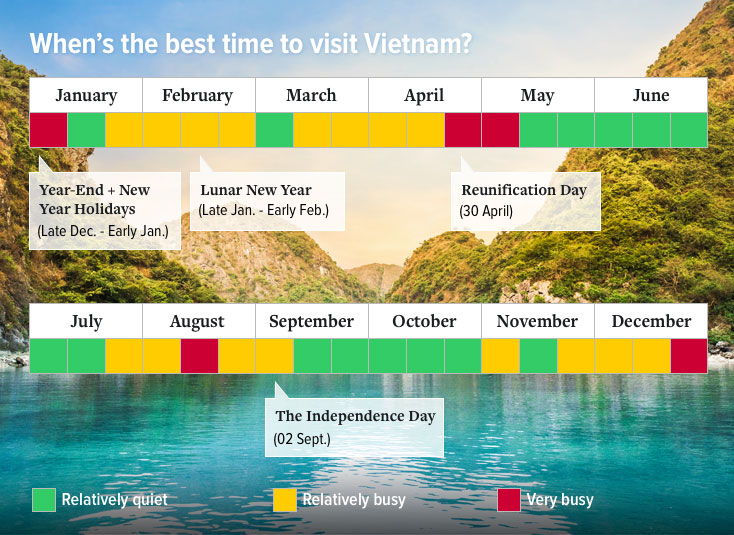 When's the best time to visit Vietnam?
January February March April May June
Year-End + New
Year Holidays
(Late Dec. - Early Jan.)
Lunar New Year
(Late Jan. - Early Feb.)
Reunification Day
(30 April)
July August September October November December
The Independence Day
(02 Sept.)
Relatively quiet Relatively busy Very busy